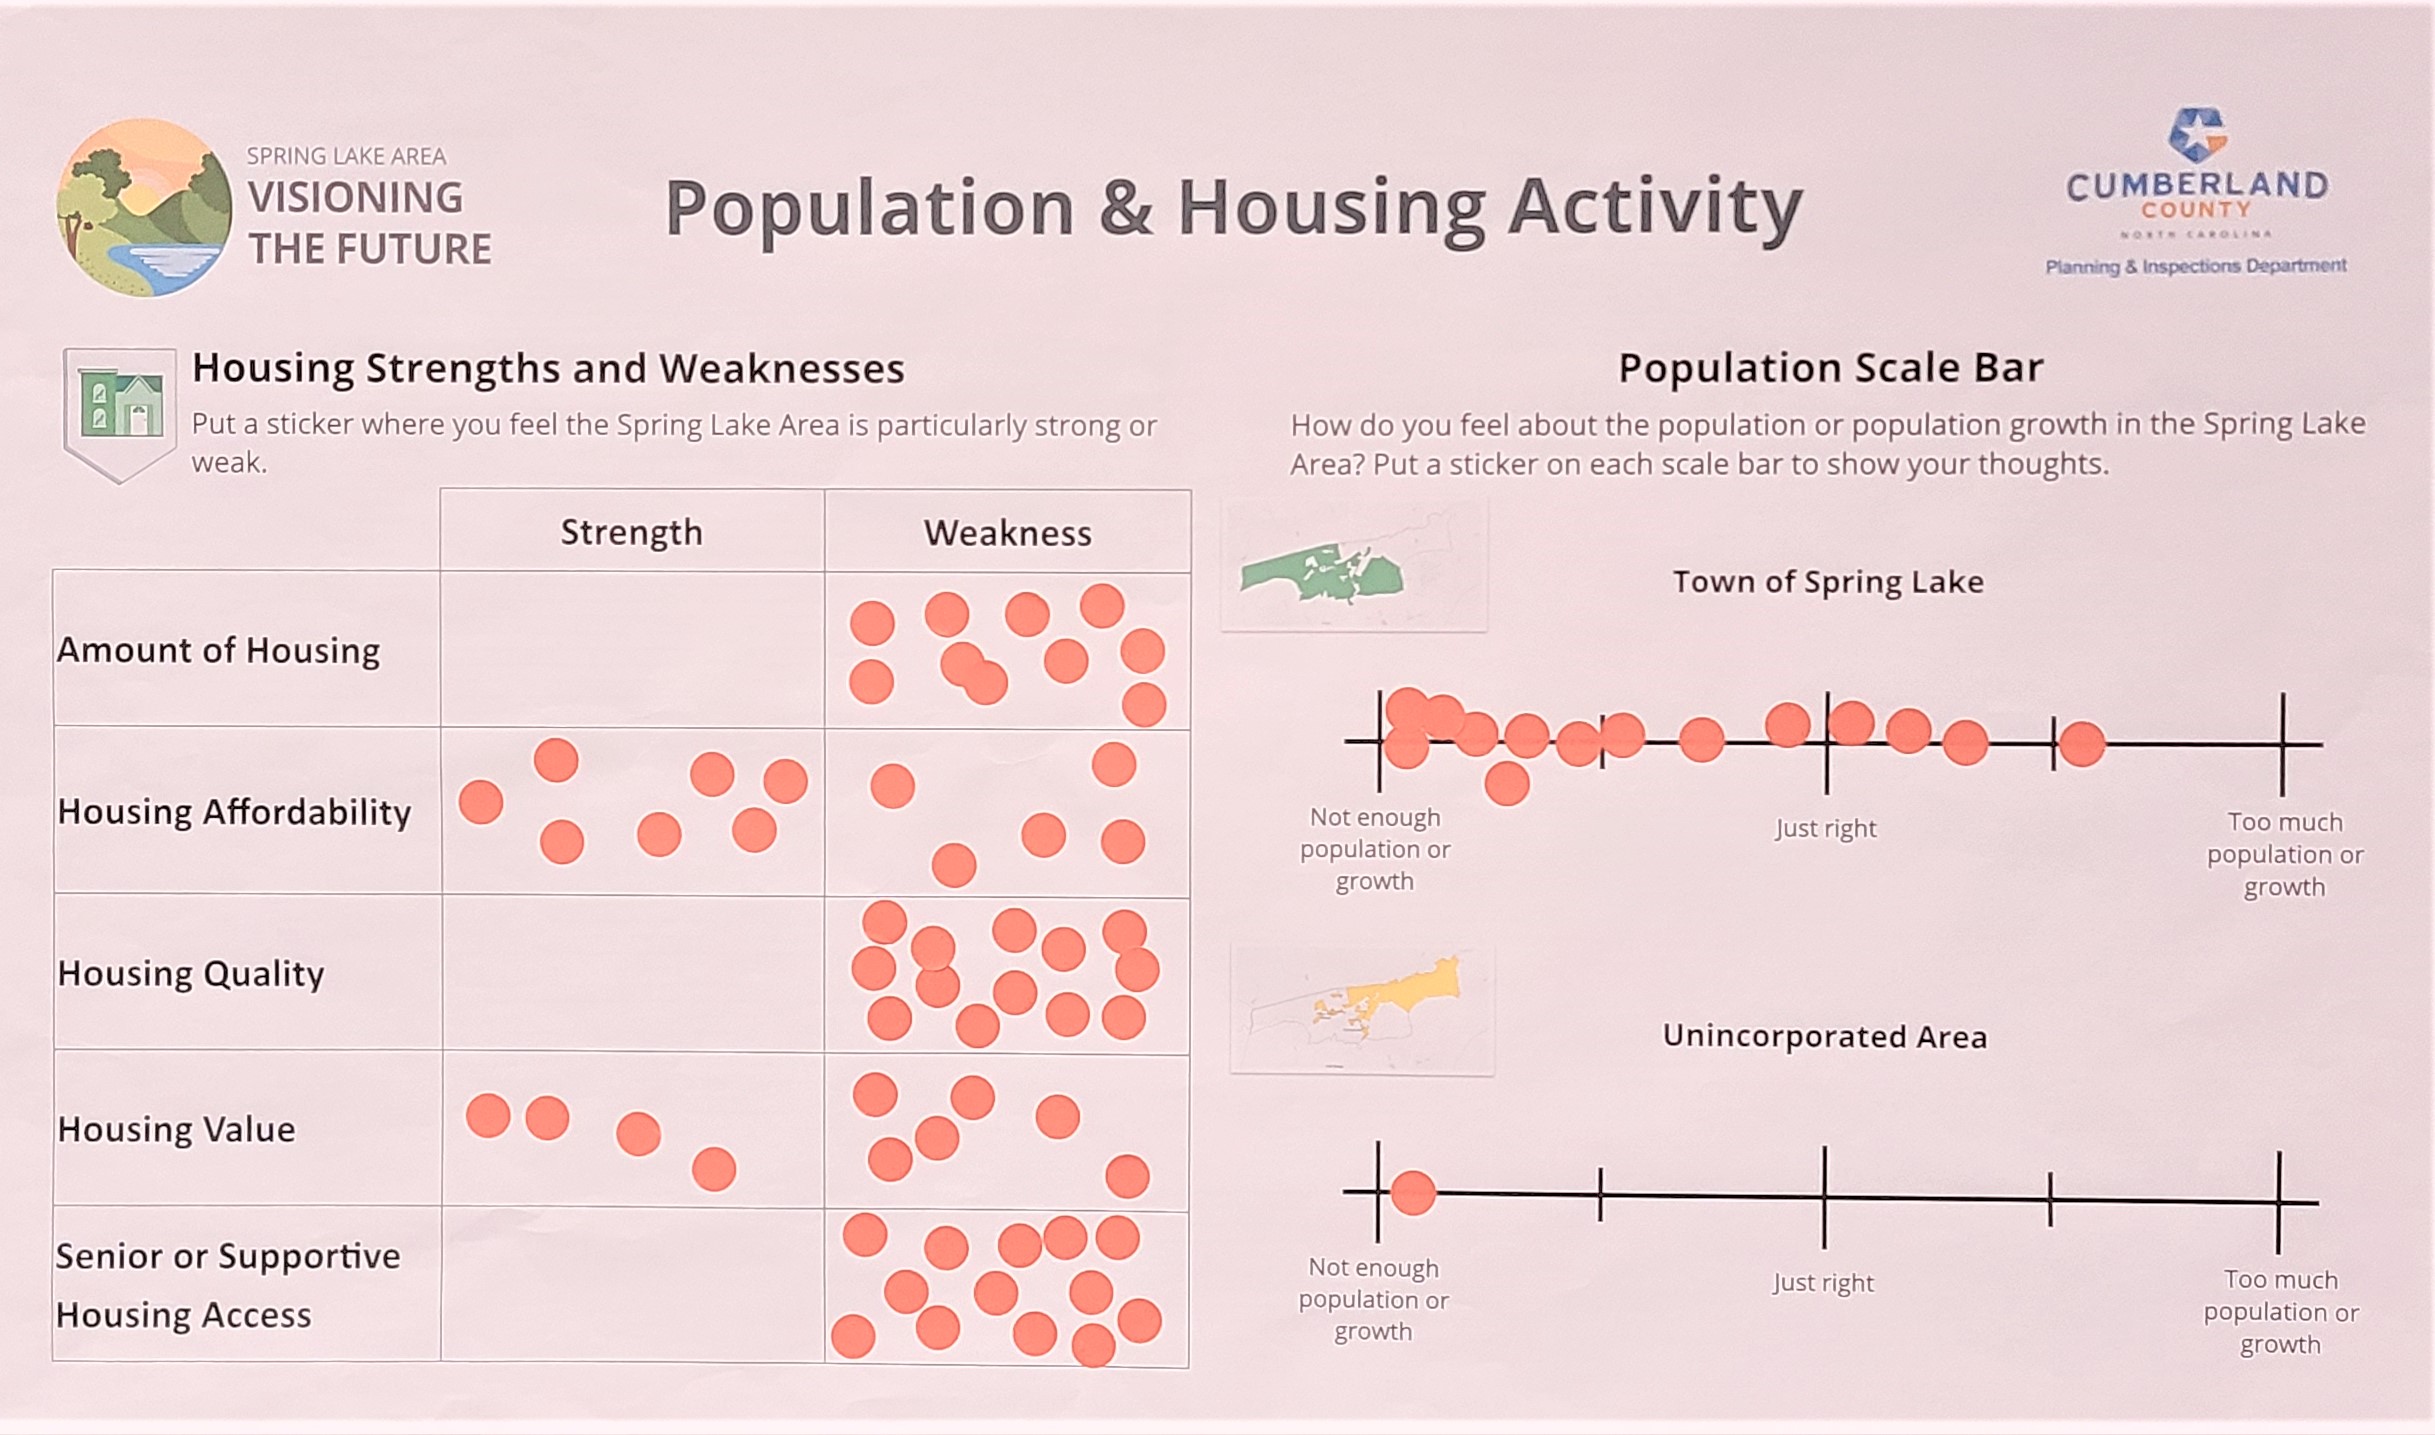 SPRING LAKE AREA
VISIONING
THE FUTURE
Population & Housing Activity
CUMBERLAND
COUNTY
NORTH CAROLINA
Planning & Inspections Department
Housing Strengths and Weaknesses
Put a sticker where you feel the Spring Lake Area is particularly strong or
weak.
Strength
Weakness
Amount of Housing
Housing Affordability
Housing Quality
Housing Value
Senior or Supportive
Housing Access
Population Scale Bar
How do you feel about the population or population growth in the Spring Lake
Area? Put a sticker on each scale bar to show your thoughts.
Town of Spring Lake
Not enough
population or
growth
Just right
Too much
population or
growth
Unincorporated Area
Not enough
population or
growth
Just right
Too much
population or
growth